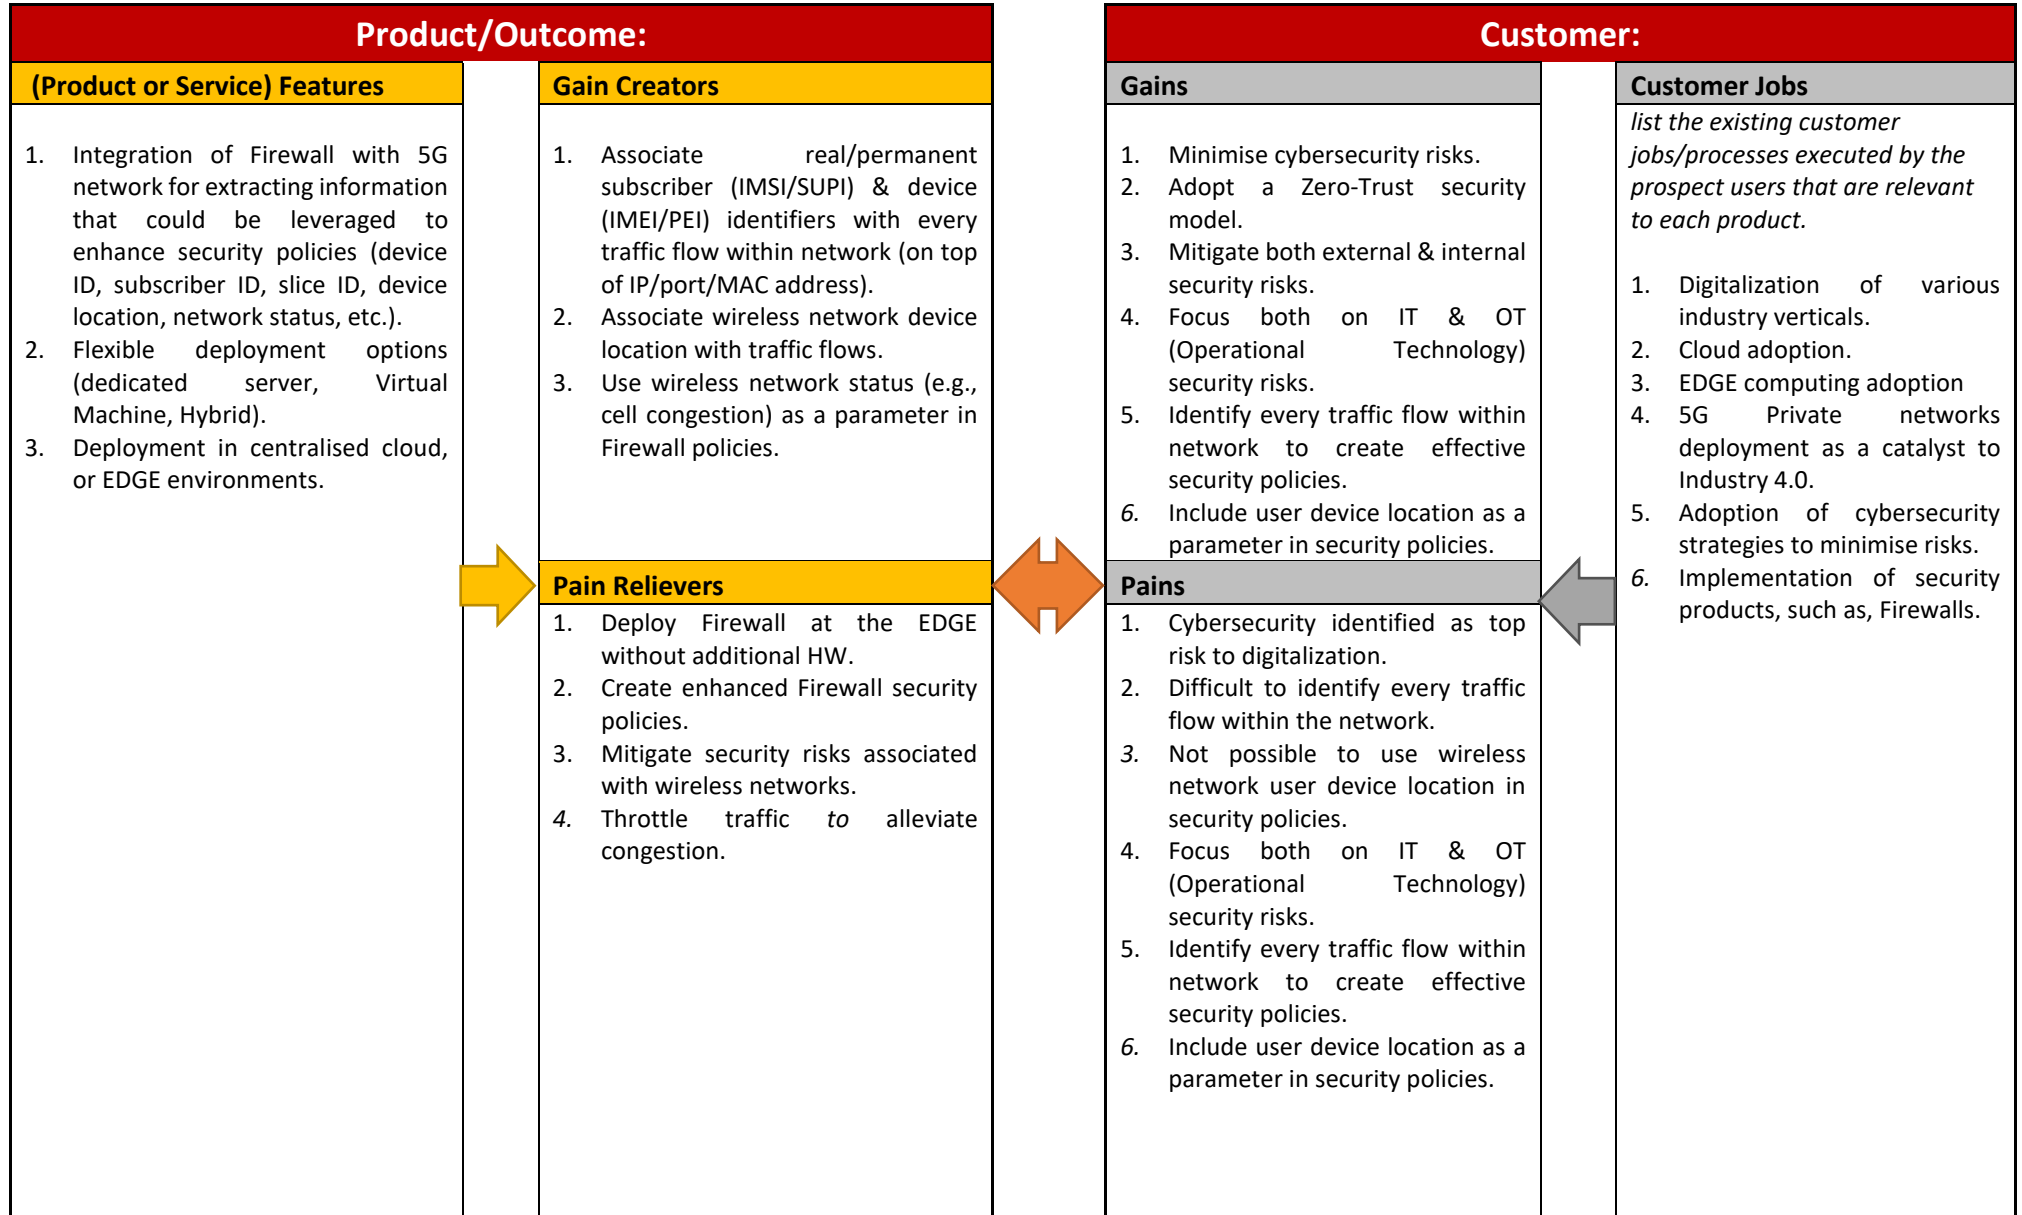 Product/Outcome:
(Product or Service) Features
1. Integration of Firewall with 5G
network for extracting information
that could be leveraged to
enhance security policies (device
ID, subscriber ID, slice ID, device
location, network status, etc.).
2. Flexible deployment options
(dedicated server, Virtual
Machine, Hybrid).
3. Deployment in centralised cloud,
or EDGE environments.
Gain Creators
1. Associate real/permanent
subscriber (IMSI/SUPI) & device
(IMEI/PEI) identifiers with every
traffic flow within network (on top
of IP/port/MAC address).
2. Associate wireless network device
location with traffic flows.
3. Use wireless network status (e.g.,
cell congestion) as a parameter in
Firewall policies.
Pain Relievers
1. Deploy Firewall at the EDGE
without additional HW.
2. Create enhanced Firewall security
policies.
3. Mitigate security risks associated
with wireless networks.
4. Throttle traffic to alleviate
congestion.
Customer:
Gains
1. Minimise cybersecurity risks.
2. Adopt a Zero-Trust security
model.
3. Mitigate both external & internal
security risks.
4. Focus both on IT & OT
(Operational Technology)
security risks.
5. Identify every traffic flow within
network to create effective
security policies.
6. Include user device location as a
parameter in security policies.
Pains
1. Cybersecurity identified as top
risk to digitalization.
2. Difficult to identify every traffic
flow within the network.
3. Not possible to use wireless
network user device location in
security policies.
4. Focus both on IT & OT
(Operational Technology)
security risks.
5. Identify every traffic flow within
network to create effective
security policies.
6. Include user device location as a
parameter in security policies.
Customer Jobs
list the existing customer
jobs/processes executed by the
prospect users that are relevant
to each product.
1. Digitalization of various
industry verticals.
2. Cloud adoption.
3. EDGE computing adoption
4. 5G Private networks
deployment as a catalyst to
Industry 4.0.
5. Adoption of cybersecurity
strategies to minimise risks.
6. Implementation of security
products, such as, Firewalls.